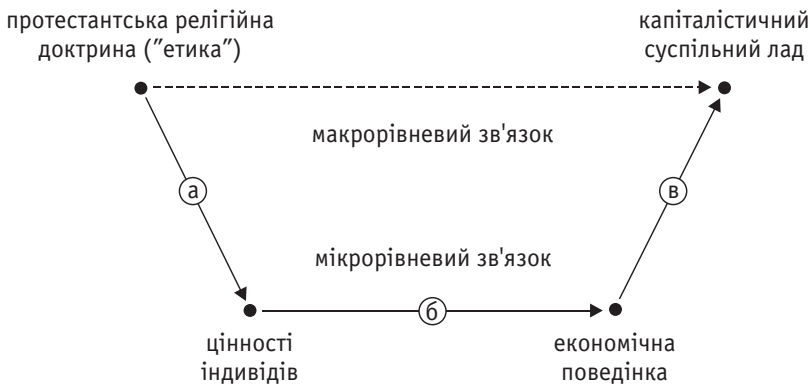 протестантська релігійна
доктрина ("етика")
капіталістичний
суспільний лад
макрорівневий зв'язок
а
в
мікрорівневий зв'язок
б
цінності
індивідів
економічна
поведінка